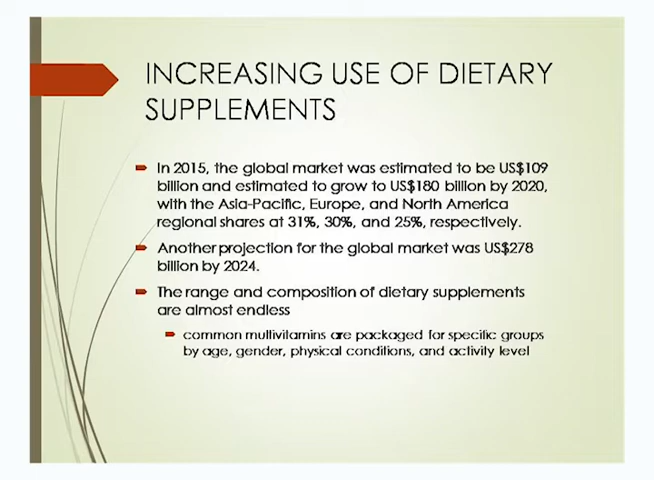 INCREASING USE OF DIETARY
SUPPLEMENTS
In 2015, the global market was estimated to be US$109
billion and estimated to grow to US$180 billion by 2020,
with the Asia-Pacific, Europe, and North America
regional shares at 31%, 30%, and 25%, respectively.
Another projection for the global market was US$278
billion by 2024.
The range and composition of dietary supplements
are almost endless
common multivitamins are packaged for specific groups
by age, gender, physical conditions, and activity level